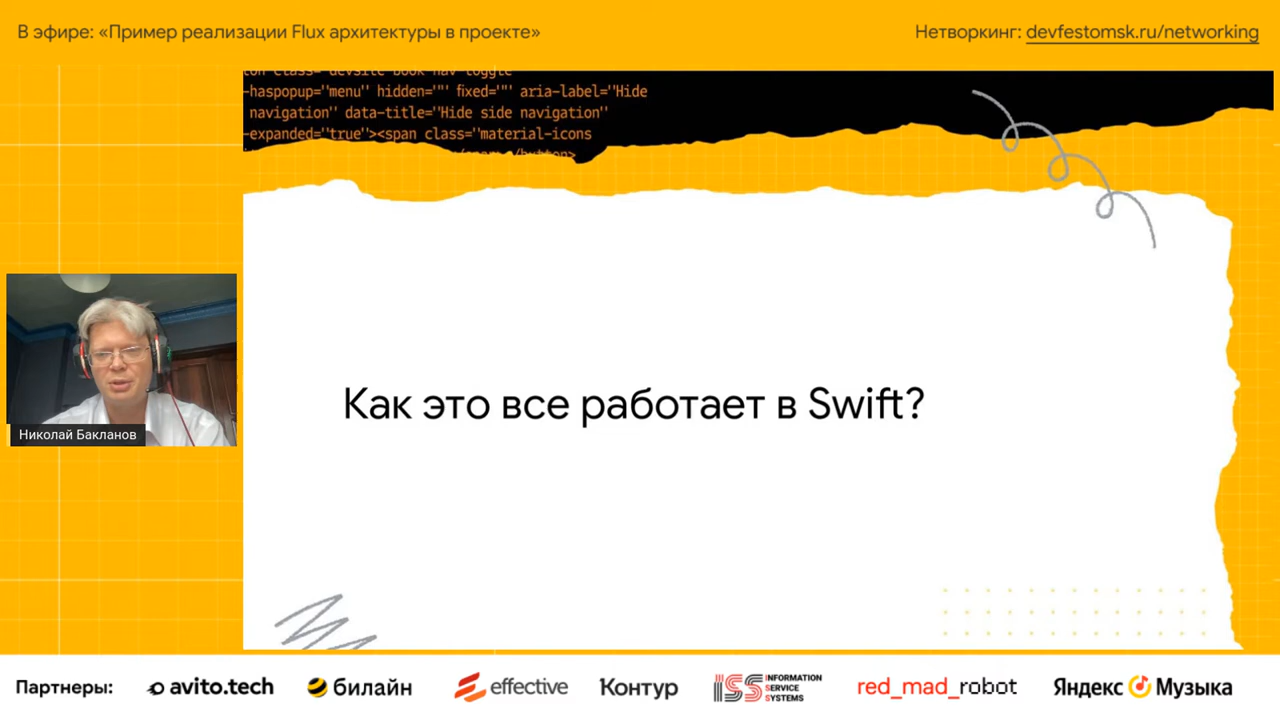 В эфире: «Пример реализации Flux архитектуры в проекте»
Нетворкинг: devfestomsk.ru/networking
-haspopup="menu" hidden="" fixed="" aria-label="Hide
navigation" data-title="Hide side navigation"
-expanded="true"><span class="material-icons
Как это все работает в Swift?
Николай Бакланов
Партнеры:
avito.tech
билайн
effective
Контур
ISS INFORMATION
SERVICE
SYSTEMS
red_mad_robot
Яндекс Музыка